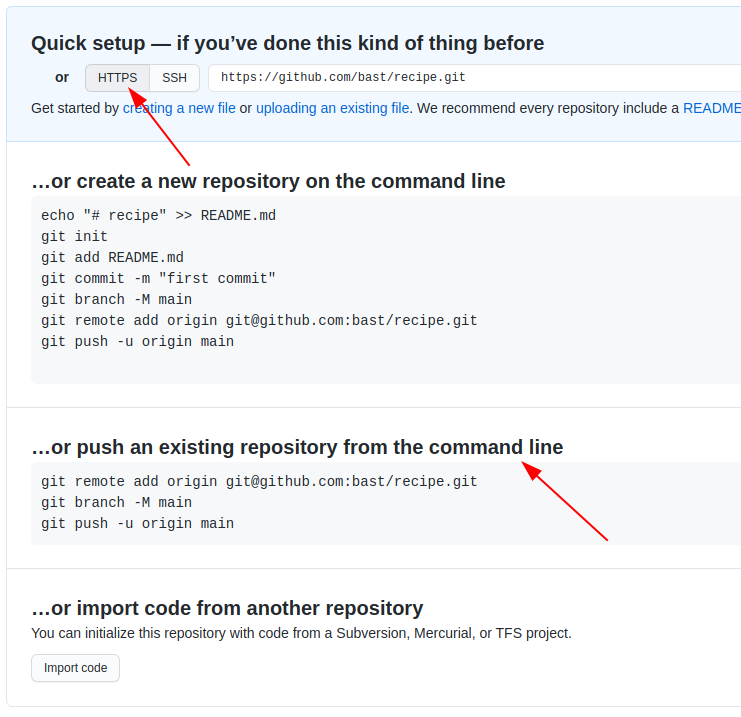 Quick setup — if you’ve done this kind of thing before
or HTTPS SSH https://github.com/bast/recipe.git
Get started by creating a new file or uploading an existing file. We recommend every repository include a README
…or create a new repository on the command line
echo "# recipe" >> README.md
git init
git add README.md
git commit -m "first commit"
git branch -M main
git remote add origin git@github.com:bast/recipe.git
git push -u origin main
…or push an existing repository from the command line
git remote add origin git@github.com:bast/recipe.git
git branch -M main
git push -u origin main
…or import code from another repository
You can initialize this repository with code from a Subversion, Mercurial, or TFS project.
Import code